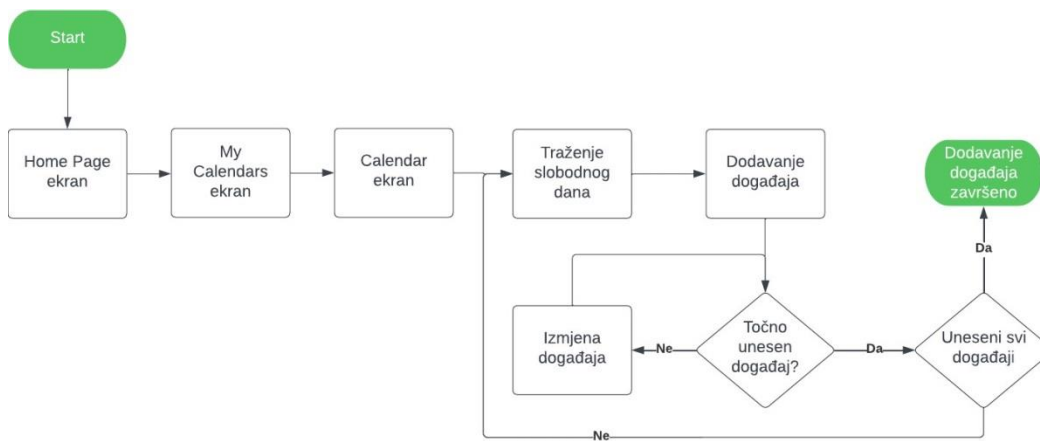 Start
Home Page
ekran
My
Calendars
ekran
Calendar
ekran
Traženje
slobodnog
dana
Dodavanje
događaja
Dodavanje
događaja
završeno
Da
Izmjena
događaja
Ne
Točno
unesen
događaj?
Da
Uneseni svi
događaji
Ne